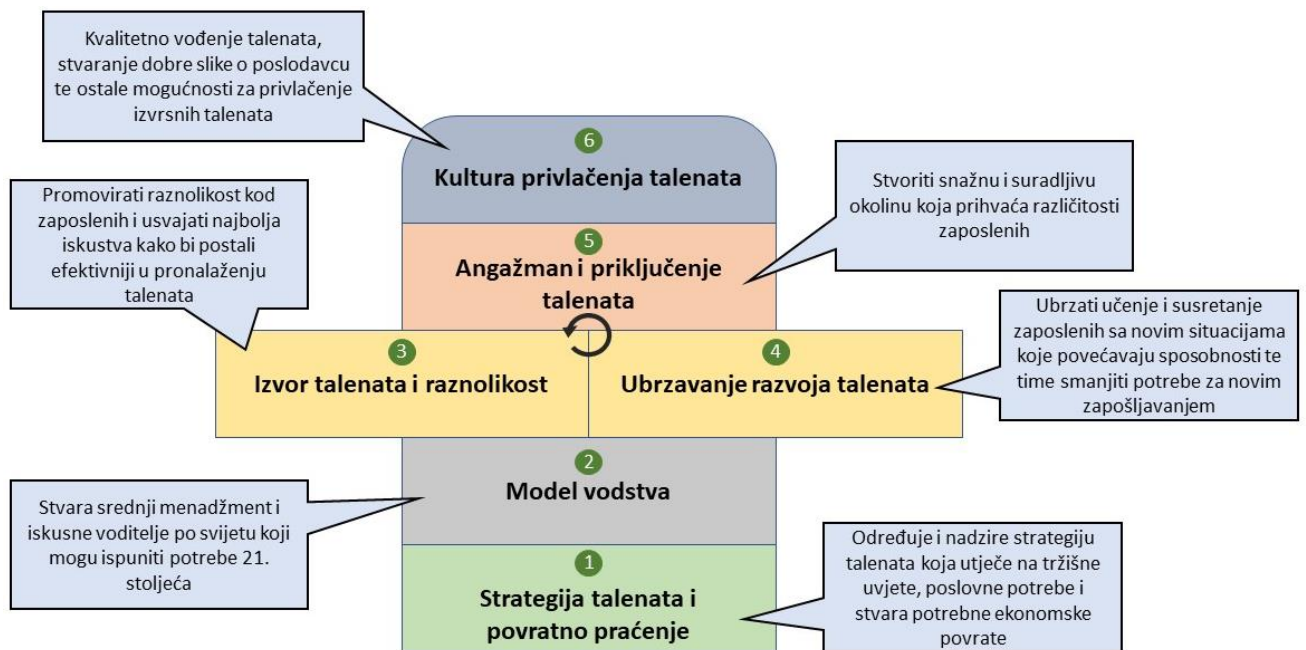 Kvalitetno vođenje talenata,
stvaranje dobre slike o poslodavcu
te ostale mogućnosti za privlačenje
izvrsnih talenata
6
Kultura privlačenja talenata
Stvoriti snažnu i suradljivu
okolinu koja prihvaća različitosti
zaposlenih
Promovirati raznolikost kod
zaposlenih i usvajati najbolja
iskustva kako bi postali
efektivniji u pronalaženju
talenata
5
Angažman i priključenje
talenata
Ubrzati učenje i susretanje
zaposlenih sa novim situacijama
koje povećavaju sposobnosti te
time smanjiti potrebe za novim
zapošljavanjem
3
Izvor talenata i raznolikost
4
Ubrzavanje razvoja talenata
2
Model vodstva
Stvara srednji menadžment i
iskusne voditelje po svijetu koji
mogu ispuniti potrebe 21.
stoljeća
1
Strategija talenata i
povratno praćenje
Određuje i nadzire strategiju
talenata koja utječe na tržišne
uvjete, poslovne potrebe i
stvara potrebne ekonomske
povrate